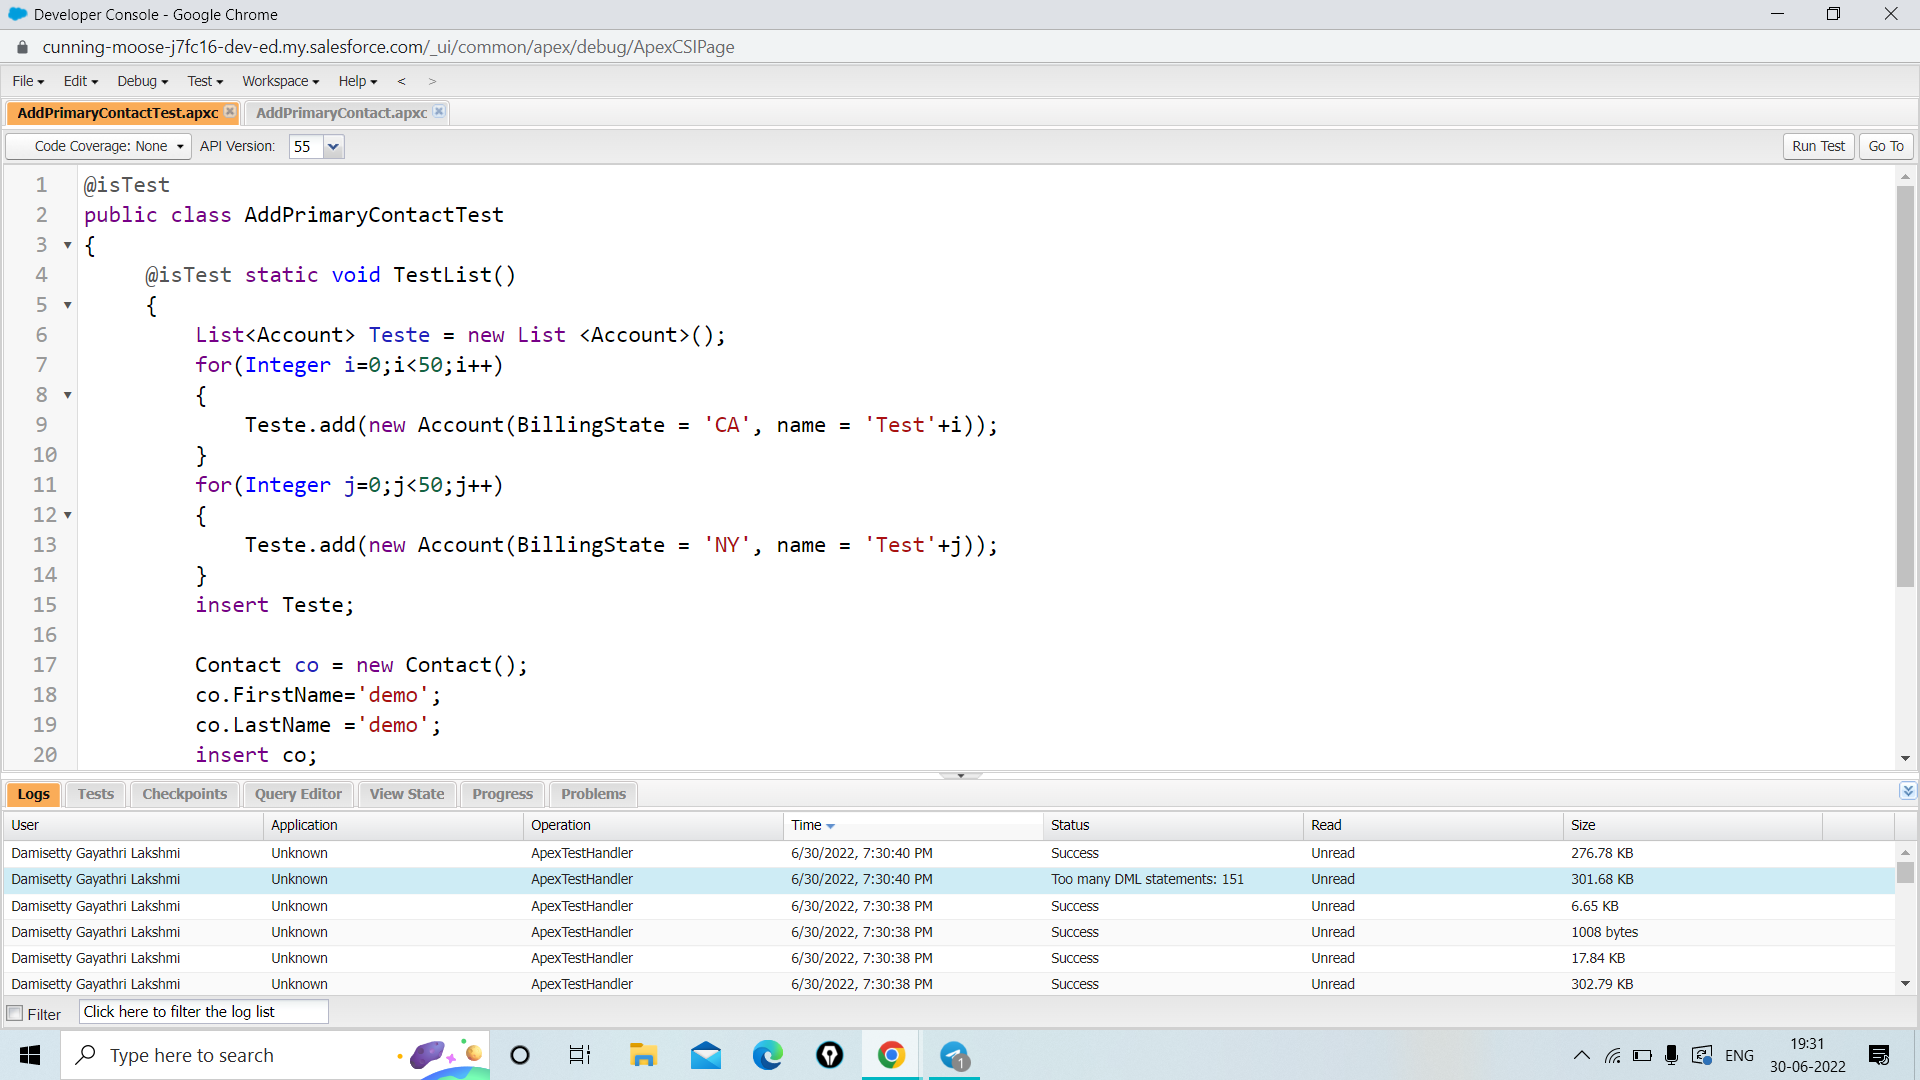 Developer Console - Google Chrome
cunning-moose-j7fc16-dev-ed.my.salesforce.com/_ui/common/apex/debug/ApexCSIPage
File Edit Debug Test Workspace Help < >
AddPrimaryContactTest.apxc AddPrimaryContact.apxc
Code Coverage: None API Version: 55 Run Test Go To
1 @isTest
2 public class AddPrimaryContactTest
3 {
4 @isTest static void TestList()
5 {
6 List<Account> Teste = new List <Account>();
7 for(Integer i=0;i<50;i++)
8 {
9 Teste.add(new Account(BillingState = 'CA', name = 'Test'+i));
10 }
11 for(Integer j=0;j<50;j++)
12 {
13 Teste.add(new Account(BillingState = 'NY', name = 'Test'+j));
14 }
15 insert Teste;
16
17 Contact co = new Contact();
18 co.FirstName='demo';
19 co.LastName ='demo';
20 insert co;
Logs Tests Checkpoints Query Editor View State Progress Problems
User Application Operation Time Status Read Size
Damisetty Gayathri Lakshmi Unknown ApexTestHandler 6/30/2022, 7:30:40 PM Success Unread 276.78 KB
Damisetty Gayathri Lakshmi Unknown ApexTestHandler 6/30/2022, 7:30:40 PM Too many DML statements: 151 Unread 301.68 KB
Damisetty Gayathri Lakshmi Unknown ApexTestHandler 6/30/2022, 7:30:38 PM Success Unread 6.65 KB
Damisetty Gayathri Lakshmi Unknown ApexTestHandler 6/30/2022, 7:30:38 PM Success Unread 1008 bytes
Damisetty Gayathri Lakshmi Unknown ApexTestHandler 6/30/2022, 7:30:38 PM Success Unread 17.84 KB
Damisetty Gayathri Lakshmi Unknown ApexTestHandler 6/30/2022, 7:30:38 PM Success Unread 302.79 KB
Filter Click here to filter the log list
Type here to search 1 ENG 19:31
30-06-2022